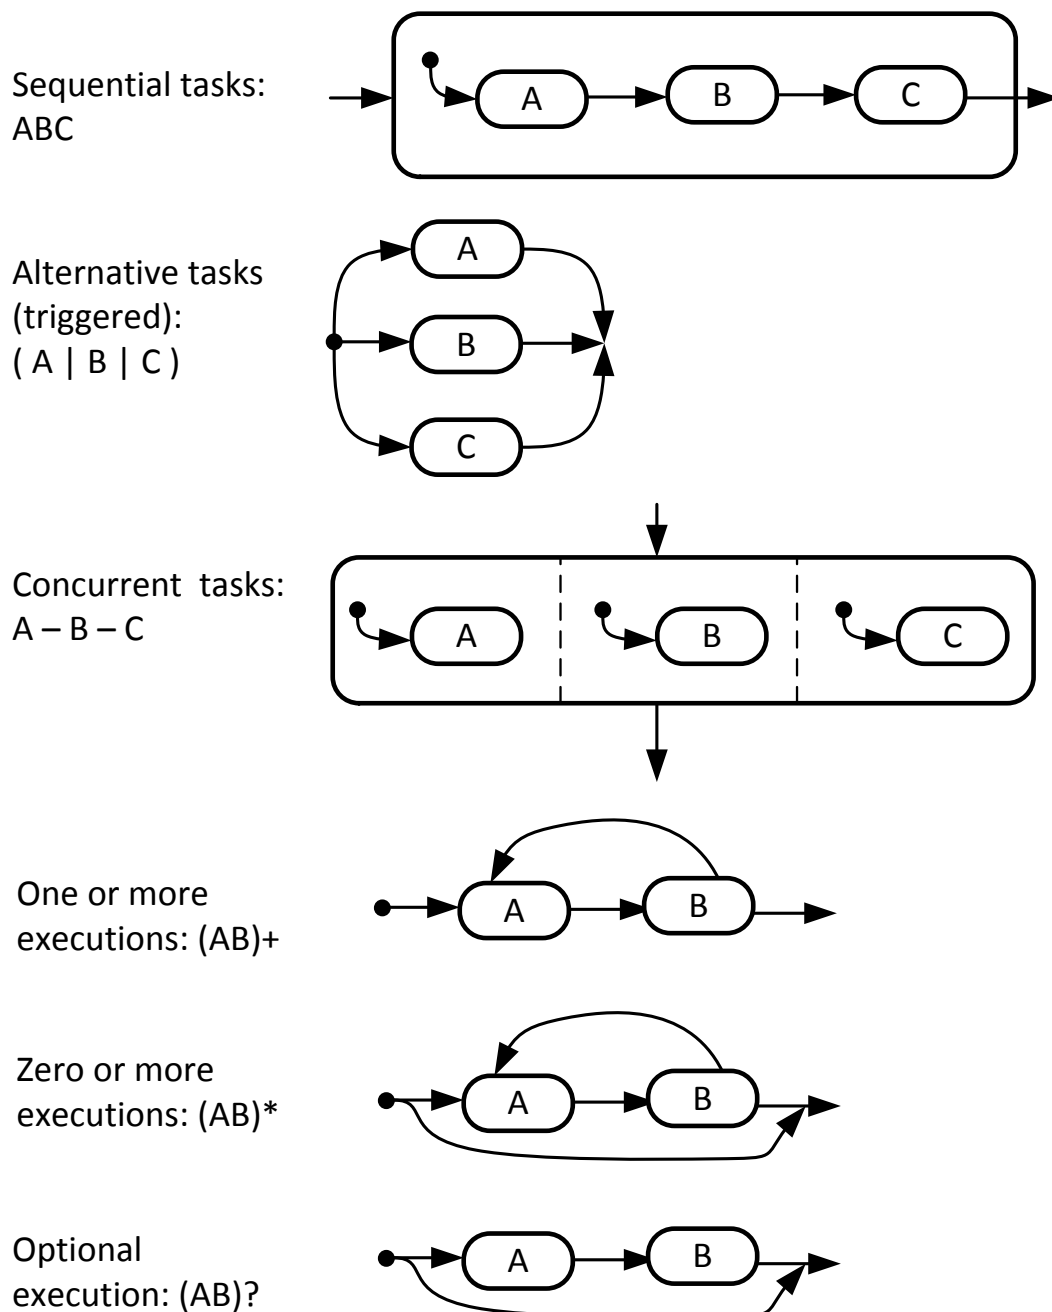 Sequential tasks:
ABC
A
B
C
Alternative tasks
(triggered):
( A | B | C )
A
B
C
Concurrent tasks:
A – B – C
A
B
C
One or more
executions: (AB)+
A
B
Zero or more
executions: (AB)*
A
B
Optional
execution: (AB)?
A
B